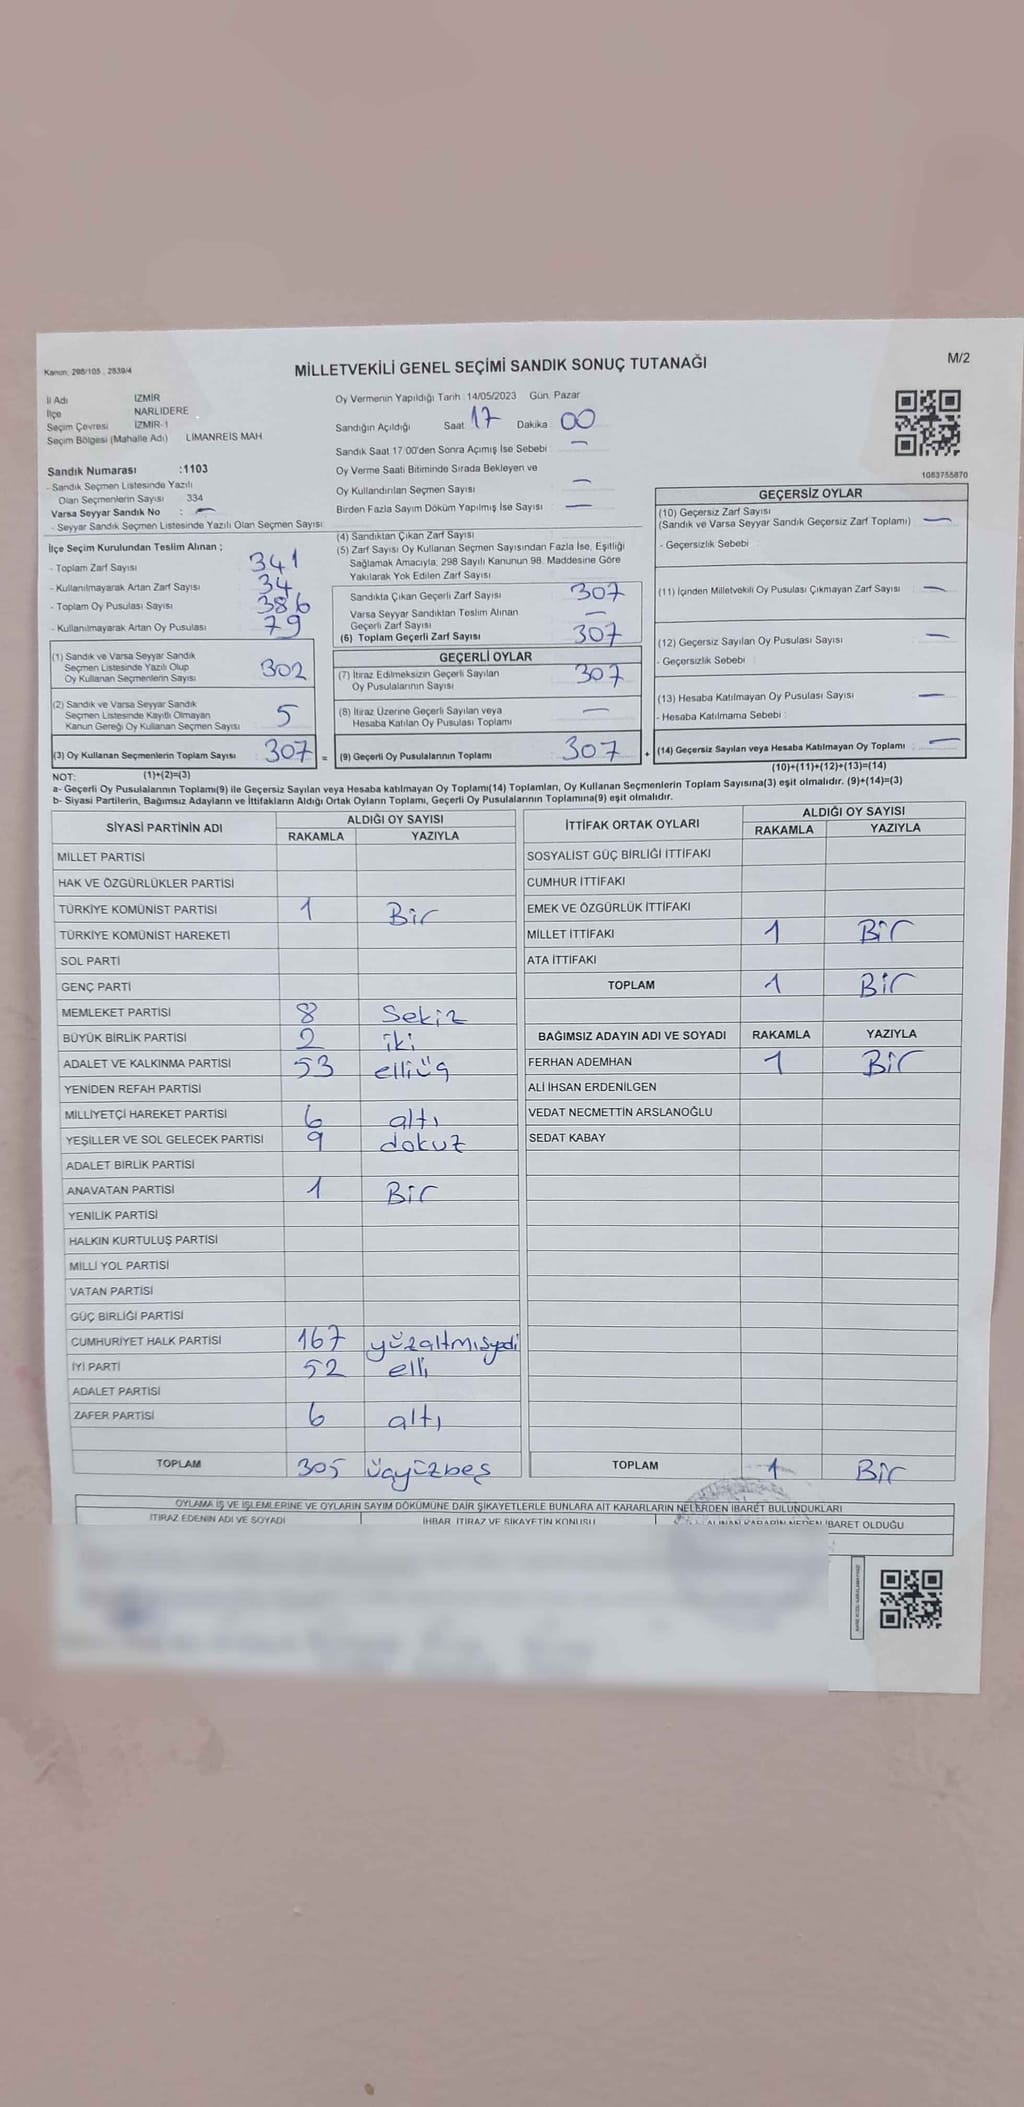 Kanun: 298/105 , 2839/4
MİLLETVEKİLİ GENEL SEÇİMİ SANDIK SONUÇ TUTANAĞI
M/2
İl Adı İZMİR
İlçe NARLIDERE
Seçim Çevresi İZMİR-1
Seçim Bölgesi (Mahalle Adı) LİMANREİS MAH
Sandık Numarası :1103
- Sandık Seçmen Listesinde Yazılı
Olan Seçmenlerin Sayısı 334
Varsa Seyyar Sandık No : —
- Seyyar Sandık Seçmen Listesinde Yazılı Olan Seçmen Sayısı:
Oy Vermenin Yapıldığı Tarih : 14/05/2023 Gün: Pazar
Sandığın Açıldığı Saat 17 Dakika 00
Sandık Saat 17:00'den Sonra Açımış İse Sebebi : —
Oy Verme Saati Bitiminde Sırada Bekleyen ve
Oy Kullandırılan Seçmen Sayısı —
Birden Fazla Sayım Döküm Yapılmış İse Sayısı —
1083755870
İlçe Seçim Kurulundan Teslim Alınan ;
- Toplam Zarf Sayısı 341
- Kullanılmayarak Artan Zarf Sayısı 34
- Toplam Oy Pusulası Sayısı 386
- Kullanılmayarak Artan Oy Pusulası 79
(1) Sandık ve Varsa Seyyar Sandık
Seçmen Listesinde Yazılı Olup
Oy Kullanan Seçmenlerin Sayısı 302
(2) Sandık ve Varsa Seyyar Sandık
Seçmen Listesinde Kayıtlı Olmayan
Kanun Gereği Oy Kullanan Seçmen Sayısı 5
(3) Oy Kullanan Seçmenlerin Toplam Sayısı 307 =
(4) Sandıktan Çıkan Zarf Sayısı
(5) Zarf Sayısı Oy Kullanan Seçmen Sayısından Fazla İse, Eşitliği
Sağlamak Amacıyla, 298 Sayılı Kanunun 98. Maddesine Göre
Yakılarak Yok Edilen Zarf Sayısı
Sandıkta Çıkan Geçerli Zarf Sayısı 307
Varsa Seyyar Sandıktan Teslim Alınan
Geçerli Zarf Sayısı —
(6) Toplam Geçerli Zarf Sayısı 307
GEÇERLİ OYLAR
(7) İtiraz Edilmeksizin Geçerli Sayılan
Oy Pusulalarının Sayısı 307
(8) İtiraz Üzerine Geçerli Sayılan veya
Hesaba Katılan Oy Pusulası Toplamı —
(9) Geçerli Oy Pusulalarının Toplamı 307 +
GEÇERSİZ OYLAR
(10) Geçersiz Zarf Sayısı
(Sandık ve Varsa Seyyar Sandık Geçersiz Zarf Toplamı) —
- Geçersizlik Sebebi :
(11) İçinden Milletvekili Oy Pusulası Çıkmayan Zarf Sayısı —
(12) Geçersiz Sayılan Oy Pusulası Sayısı —
- Geçersizlik Sebebi :
(13) Hesaba Katılmayan Oy Pusulası Sayısı —
- Hesaba Katılmama Sebebi :
(14) Geçersiz Sayılan veya Hesaba Katılmayan Oy Toplamı —
NOT: (1)+(2)=(3)
(10)+(11)+(12)+(13)=(14)
a- Geçerli Oy Pusulalarının Toplamı(9) ile Geçersiz Sayılan veya Hesaba katılmayan Oy Toplamı(14) Toplamları, Oy Kullanan Seçmenlerin Toplam Sayısına(3) eşit olmalıdır. (9)+(14)=(3)
b- Siyasi Partilerin, Bağımsız Adayların ve İttifakların Aldığı Ortak Oyların Toplamı, Geçerli Oy Pusulalarının Toplamına(9) eşit olmalıdır.
SİYASİ PARTİNİN ADI ALDIĞI OY SAYISI
RAKAMLA YAZIYLA
MİLLET PARTİSİ
HAK VE ÖZGÜRLÜKLER PARTİSİ
TÜRKİYE KOMÜNİST PARTİSİ 1 Bir
TÜRKİYE KOMÜNİST HAREKETİ
SOL PARTİ
GENÇ PARTİ
MEMLEKET PARTİSİ 8 Sekiz
BÜYÜK BİRLİK PARTİSİ 2 iki
ADALET VE KALKINMA PARTİSİ 53 elliüç
YENİDEN REFAH PARTİSİ
MİLLİYETÇİ HAREKET PARTİSİ 6 altı
YEŞİLLER VE SOL GELECEK PARTİSİ 9 dokuz
ADALET BİRLİK PARTİSİ
ANAVATAN PARTİSİ 1 Bir
YENİLİK PARTİSİ
HALKIN KURTULUŞ PARTİSİ
MİLLİ YOL PARTİSİ
VATAN PARTİSİ
GÜÇ BİRLİĞİ PARTİSİ
CUMHURİYET HALK PARTİSİ 167 yüzaltmışyedi
İYİ PARTİ 52 elli
ADALET PARTİSİ
ZAFER PARTİSİ 6 altı
TOPLAM 305 üçyüzbeş
İTTİFAK ORTAK OYLARI ALDIĞI OY SAYISI
RAKAMLA YAZIYLA
SOSYALİST GÜÇ BİRLİĞİ İTTİFAKI
CUMHUR İTTİFAKI
EMEK VE ÖZGÜRLÜK İTTİFAKI
MİLLET İTTİFAKI 1 Bir
ATA İTTİFAKI
TOPLAM 1 Bir
BAĞIMSIZ ADAYIN ADI VE SOYADI RAKAMLA YAZIYLA
FERHAN ADEMHAN 1 Bir
ALİ İHSAN ERDENİLGEN
VEDAT NECMETTİN ARSLANOĞLU
SEDAT KABAY
TOPLAM 1 Bir
OYLAMA İŞ VE İŞLEMLERİNE VE OYLARIN SAYIM DÖKÜMÜNE DAİR ŞİKAYETLERLE BUNLARA AİT KARARLARIN NELERDEN İBARET BULUNDUKLARI
İTİRAZ EDENİN ADI VE SOYADI İHBAR, İTİRAZ VE ŞİKAYETİN KONUSU ALINAN KARARIN NEDEN İBARET OLDUĞU